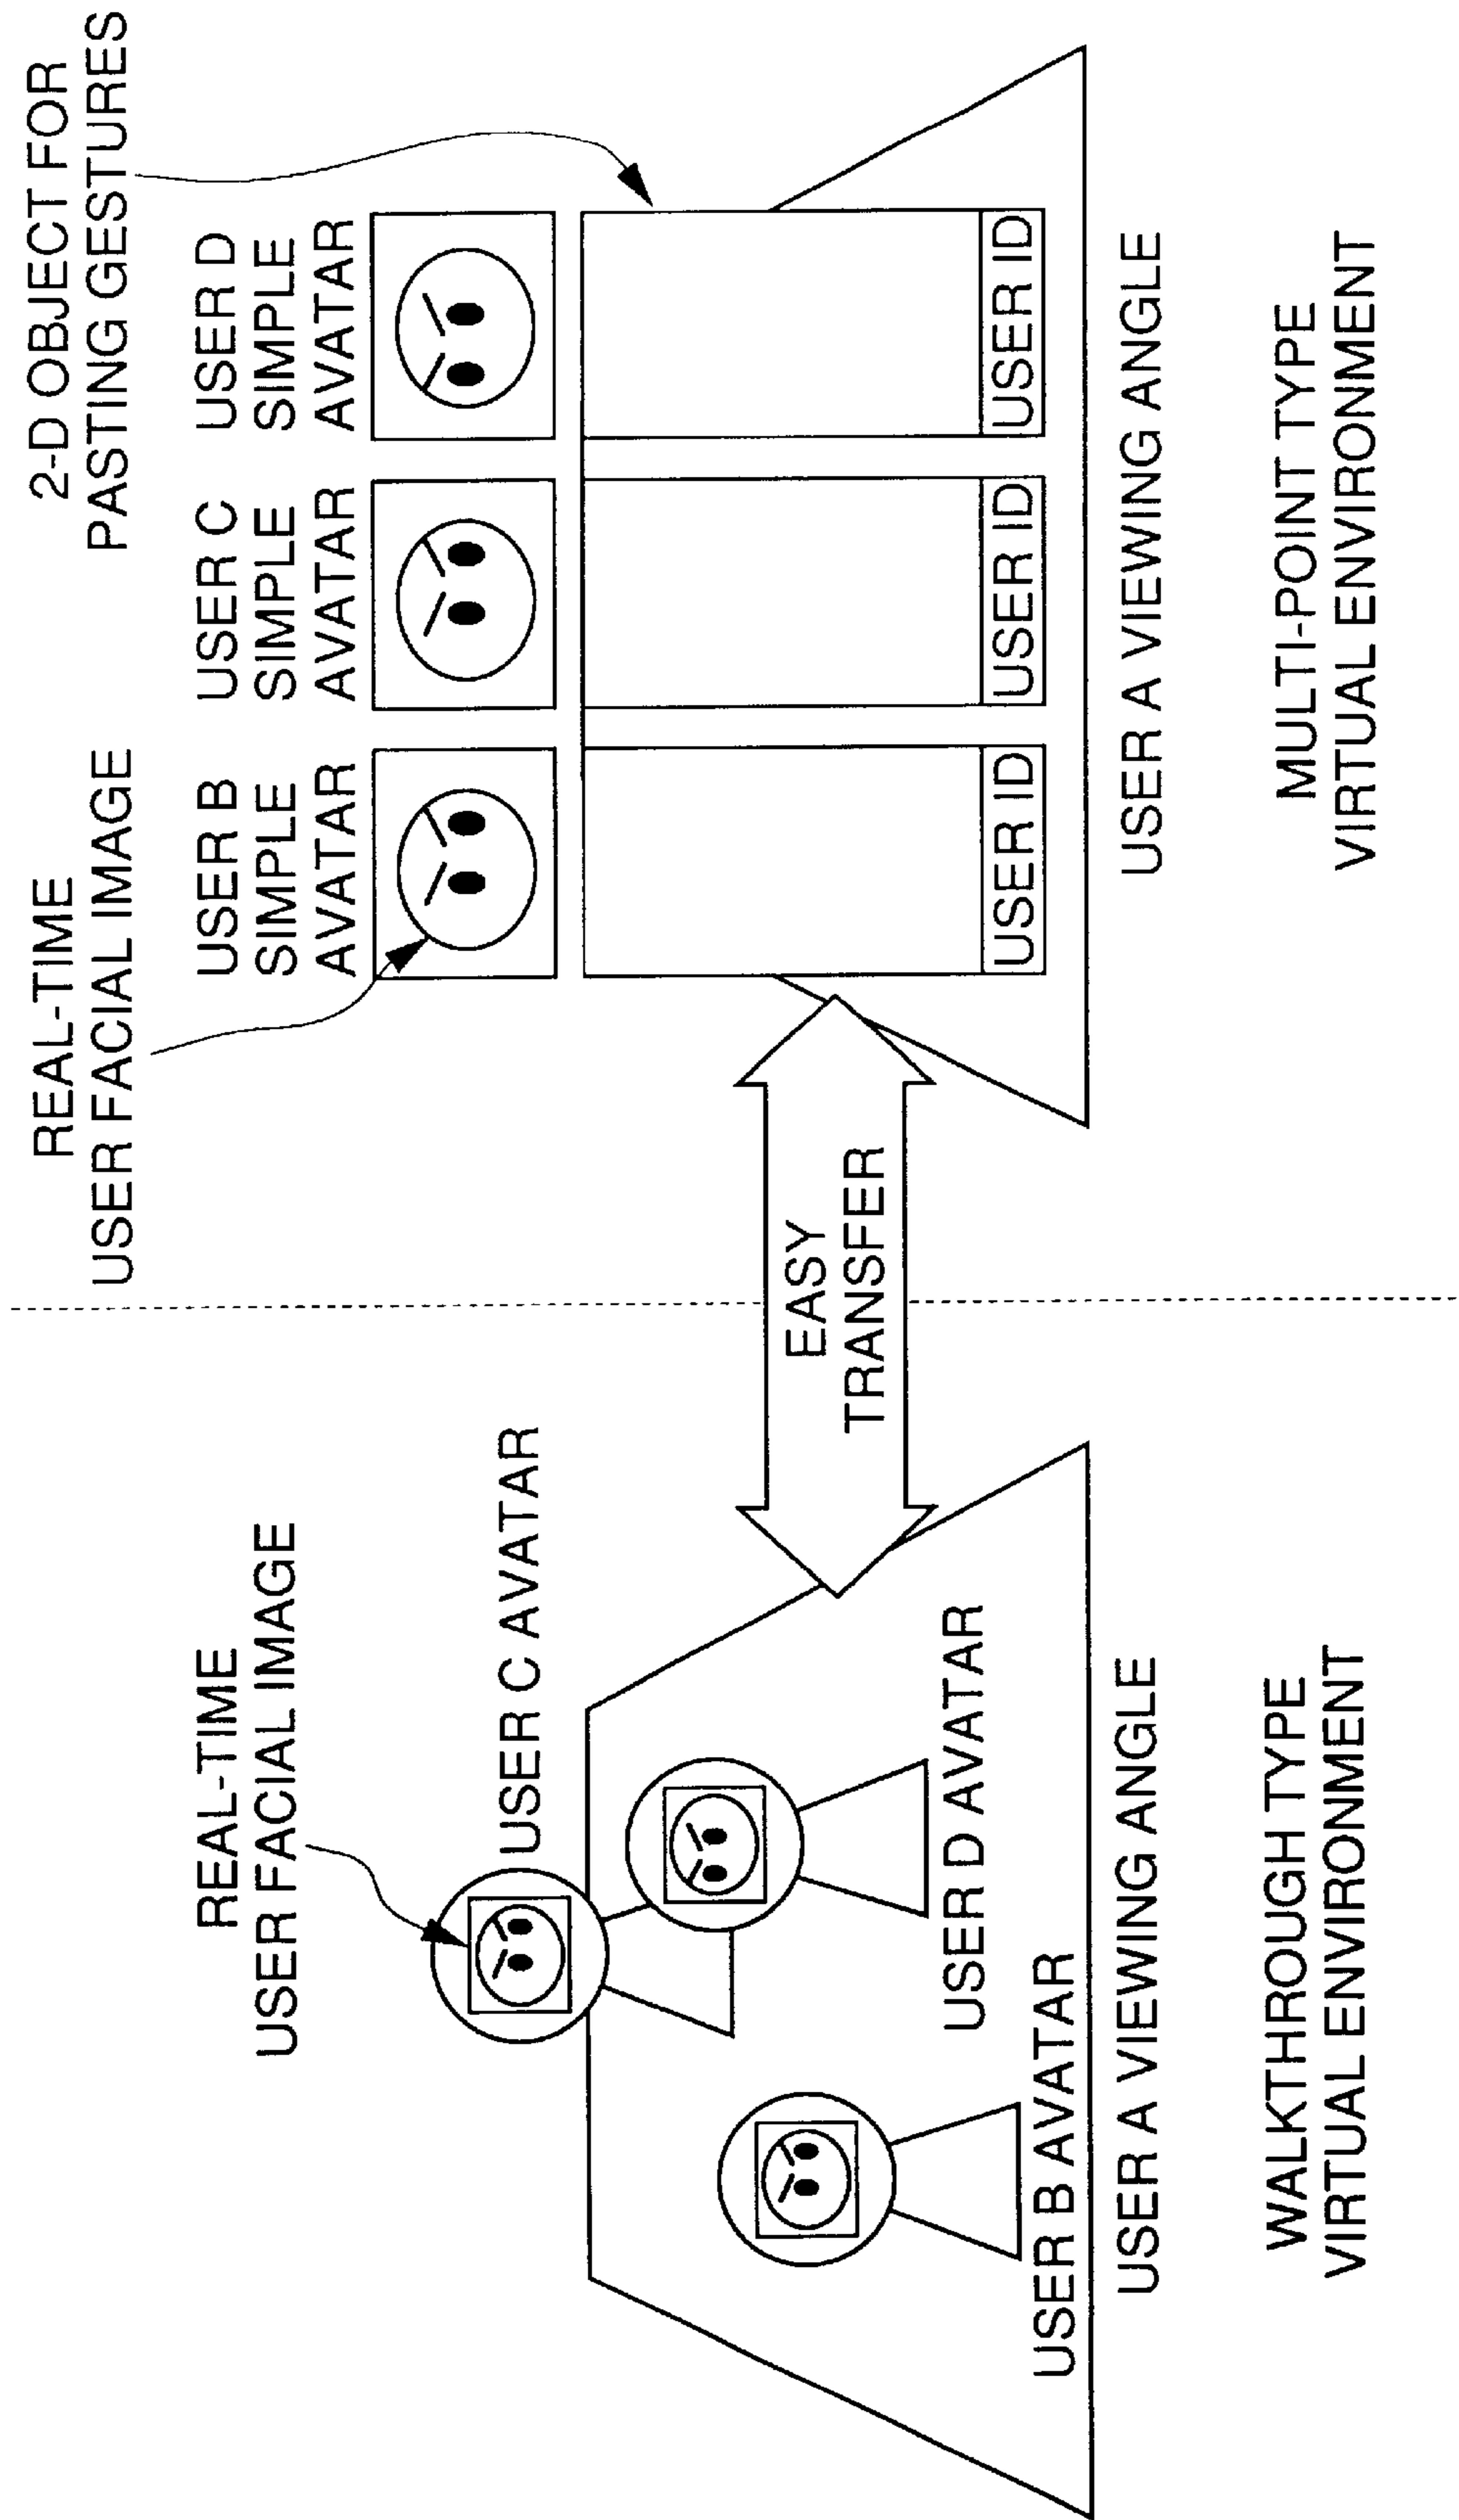 REAL-TIME
USER FACIAL IMAGE
USER C AVATAR
USER D AVATAR
USER B AVATAR
USER A VIEWING ANGLE
WALKTHROUGH TYPE
VIRTUAL ENVIRONMENT
EASY
TRANSFER
REAL-TIME
USER FACIAL IMAGE
2-D OBJECT FOR
PASTING GESTURES
USER B
SIMPLE
AVATAR
USER C
SIMPLE
AVATAR
USER D
SIMPLE
AVATAR
USER ID
USER ID
USER ID
USER A VIEWING ANGLE
MULTI-POINT TYPE
VIRTUAL ENVIRONMENT